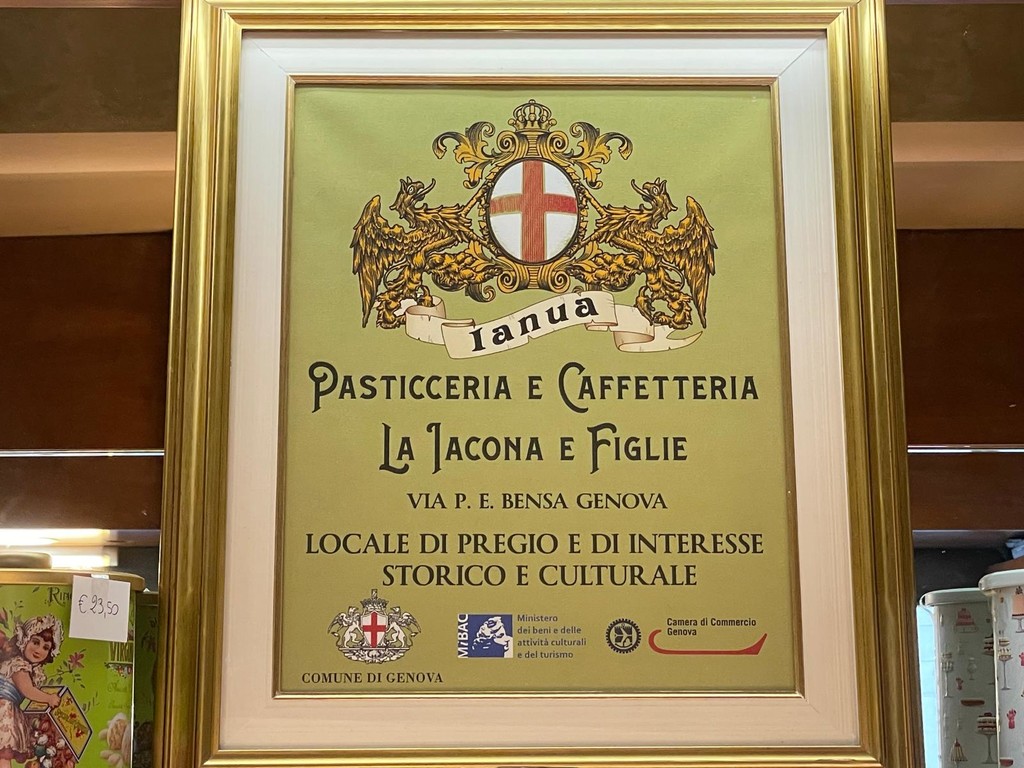 Ianua
Pasticceria e Caffetteria
La Iacona e Figlie
VIA P. E. BENSA GENOVA
LOCALE DI PREGIO E DI INTERESSE
STORICO E CULTURALE
COMUNE DI GENOVA
MiBAC
Ministero
dei beni e delle
attività culturali
e del turismo
Camera di Commercio
Genova
€23,50